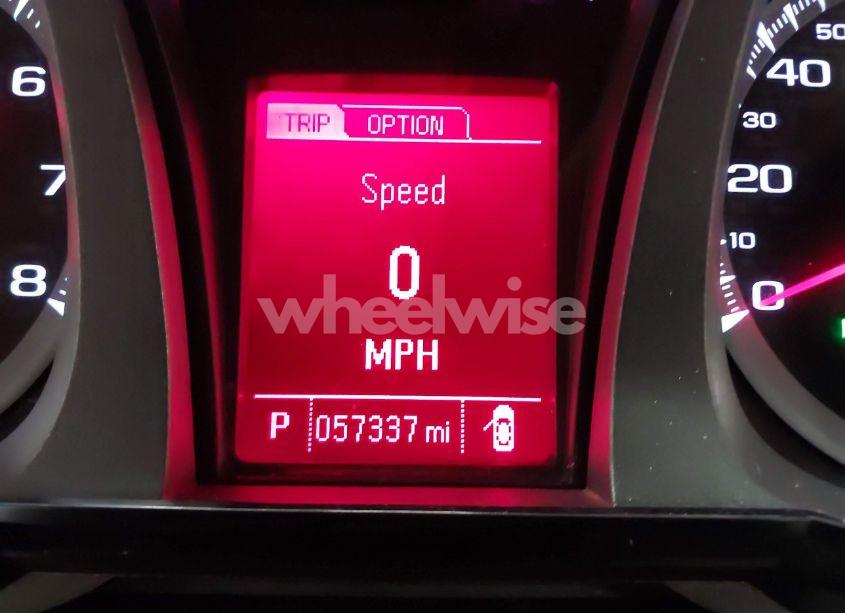 TRIP OPTION
Speed
0
MPH
P 057337 mi
wheelwise
6
7
8
50
40
30
20
10
0